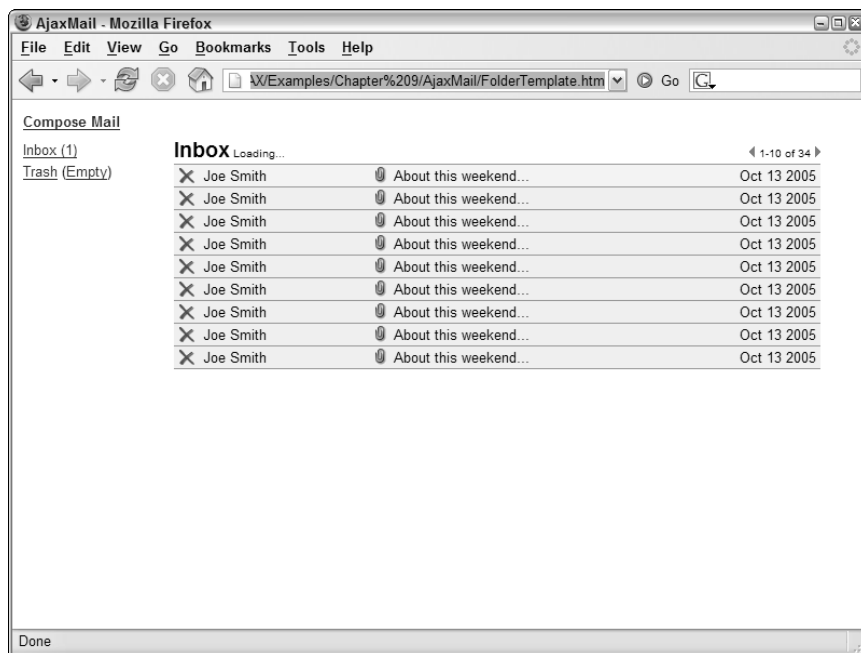 AjaxMail - Mozilla Firefox
File Edit View Go Bookmarks Tools Help
AX/Examples/Chapter%209/AjaxMail/FolderTemplate.htm Go G
Compose Mail
Inbox (1)
Trash (Empty)
Inbox Loading... 1-10 of 34
Joe Smith About this weekend... Oct 13 2005
Joe Smith About this weekend... Oct 13 2005
Joe Smith About this weekend... Oct 13 2005
Joe Smith About this weekend... Oct 13 2005
Joe Smith About this weekend... Oct 13 2005
Joe Smith About this weekend... Oct 13 2005
Joe Smith About this weekend... Oct 13 2005
Joe Smith About this weekend... Oct 13 2005
Joe Smith About this weekend... Oct 13 2005
Done